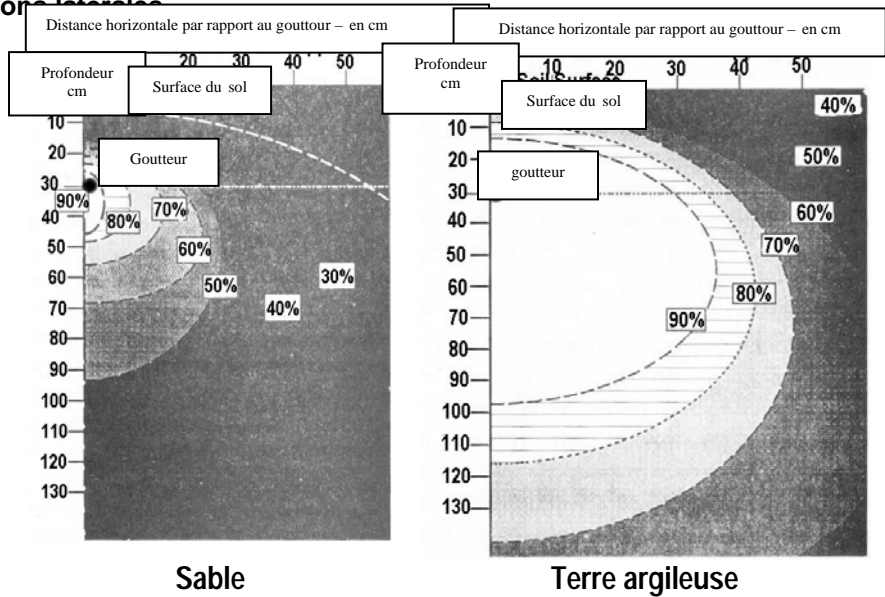 ons laterales
Distance horizontale par rapport au gouttour – en cm
Profondeur
cm
20 30 40 50
Surface du sol
Goutteur
10
20
30
40
50
60
70
80
90
100
110
120
130
90%
80%
70%
60%
50%
40%
30%
Sable
Distance horizontale par rapport au gouttour – en cm
Profondeur
cm
10 20 30 40 50
Soil Surface
Surface du sol
goutteur
10
20
30
40
50
60
70
80
90
100
110
120
130
40%
50%
60%
70%
80%
90%
Terre argileuse